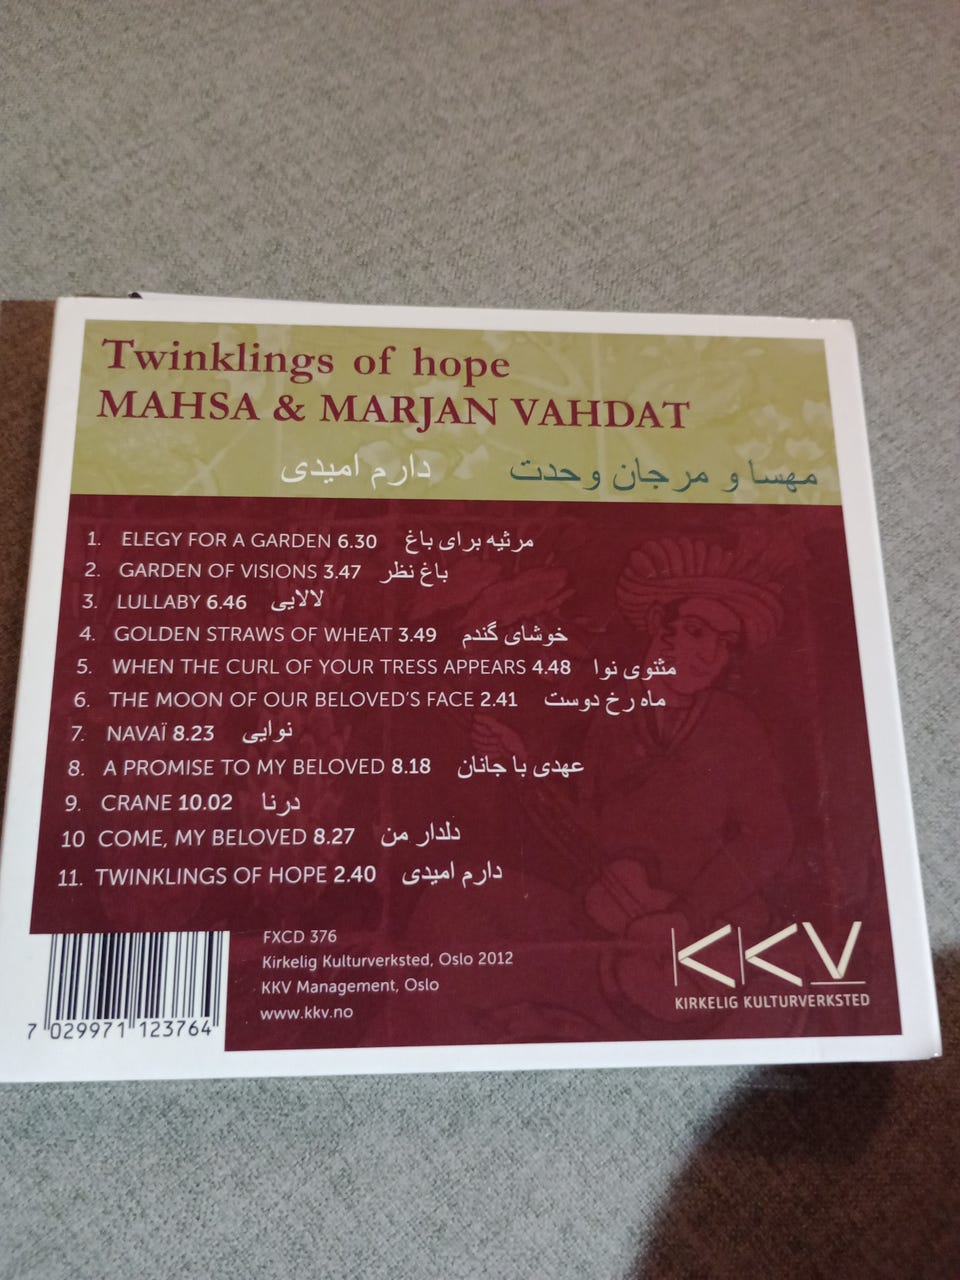 Twinklings of hope
MAHSA & MARJAN VAHDAT
مهسا و مرجان وحدت دارم امیدی
1. ELEGY FOR A GARDEN 6.30 مرثیه برای باغ
2. GARDEN OF VISIONS 3.47 باغ نظر
3. LULLABY 6.46 لالایی
4. GOLDEN STRAWS OF WHEAT 3.49 خوشای گندم
5. WHEN THE CURL OF YOUR TRESS APPEARS 4.48 مثنوی نوا
6. THE MOON OF OUR BELOVED'S FACE 2.41 ماه رخ دوست
7. NAVAÏ 8.23 نوایی
8. A PROMISE TO MY BELOVED 8.18 عهدی با جانان
9. CRANE 10.02 درنا
10 COME, MY BELOVED 8.27 دلدار من
11. TWINKLINGS OF HOPE 2.40 دارم امیدی
FXCD 376
Kirkelig Kulturverksted, Oslo 2012
KKV Management, Oslo
www.kkv.no
KKV
KIRKELIG KULTURVERKSTED
7 029971 123764